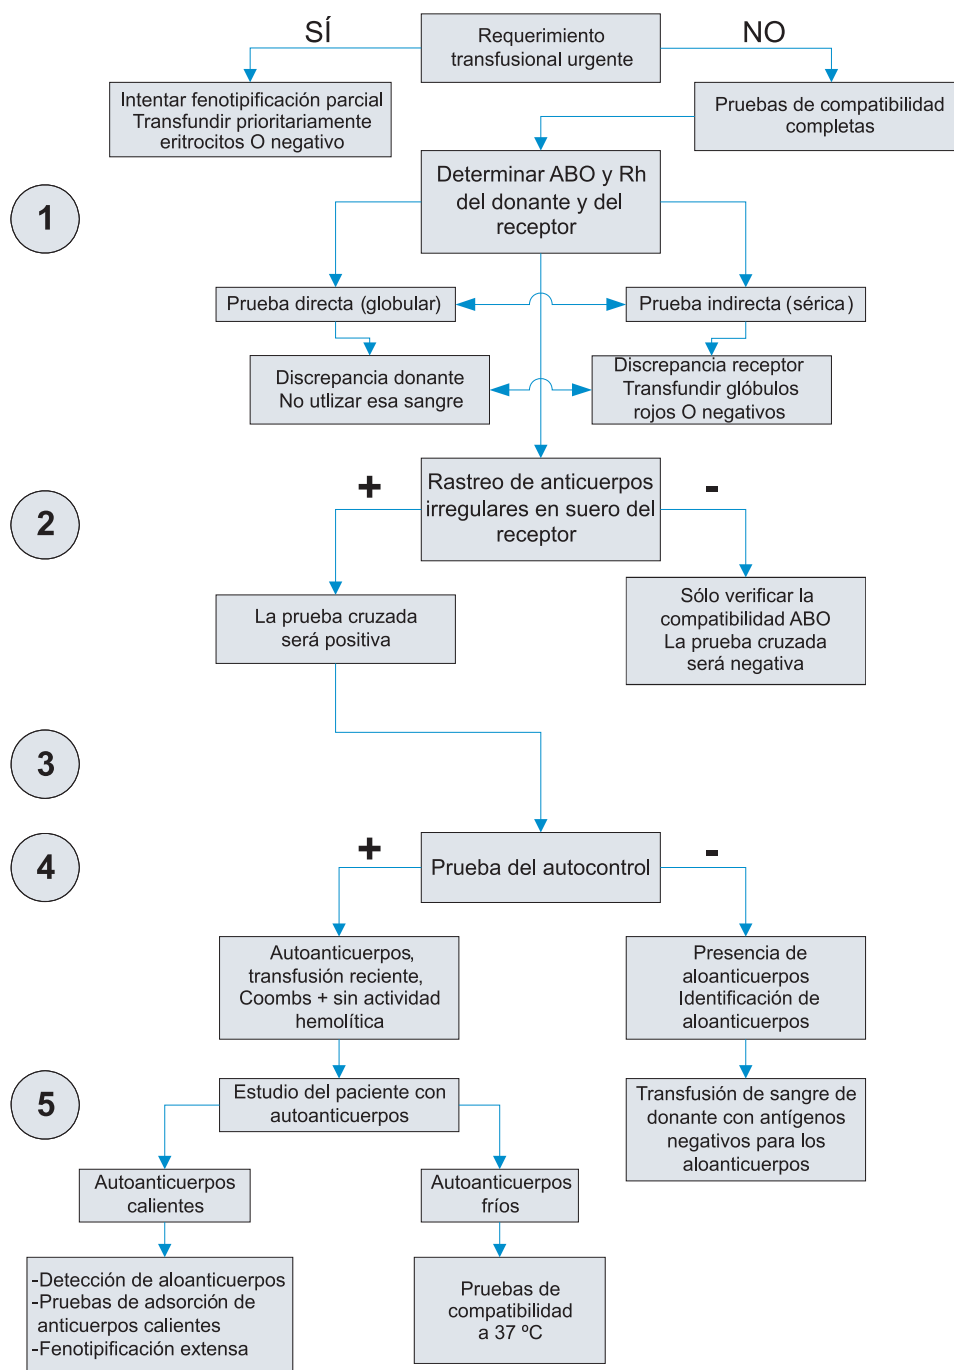 SÍ
Requerimiento
transfusional urgente
NO
Intentar fenotipificación parcial
Transfundir prioritariamente
eritrocitos O negativo
Pruebas de compatibilidad
completas
1
Determinar ABO y Rh
del donante y del
receptor
Prueba directa (globular)
Prueba indirecta (sérica)
Discrepancia donante
No utlizar esa sangre
Discrepancia receptor
Transfundir glóbulos
rojos O negativos
2
+
Rastreo de anticuerpos
irregulares en suero del
receptor
-
La prueba cruzada
será positiva
Sólo verificar la
compatibilidad ABO
La prueba cruzada
será negativa
3
4
+
Prueba del autocontrol
-
Autoanticuerpos,
transfusión reciente,
Coombs + sin actividad
hemolítica
Presencia de
aloanticuerpos
Identificación de
aloanticuerpos
5
Estudio del paciente con
autoanticuerpos
Transfusión de sangre de
donante con antígenos
negativos para los
aloanticuerpos
Autoanticuerpos
calientes
Autoanticuerpos
fríos
-Detección de aloanticuerpos
-Pruebas de adsorción de
anticuerpos calientes
-Fenotipificación extensa
Pruebas de
compatibilidad
a 37 ºC